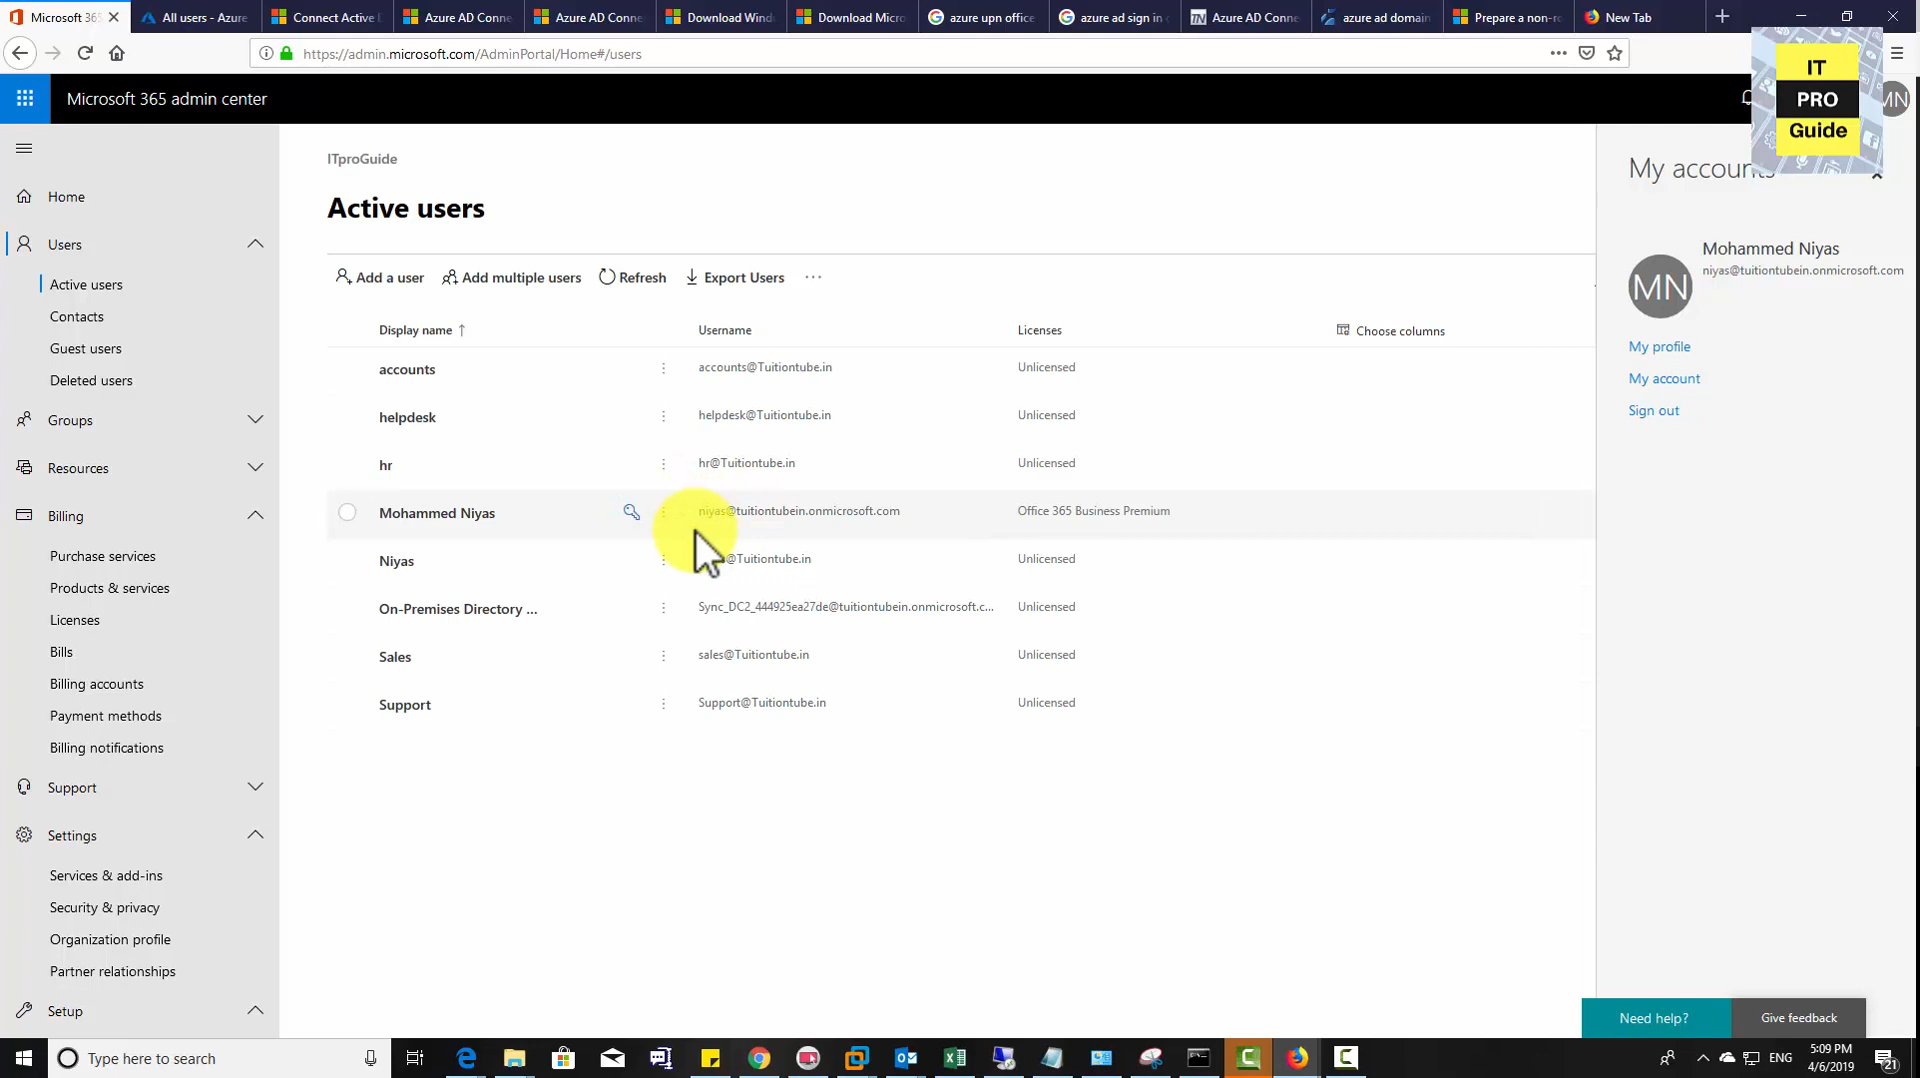 Microsoft 365
All users - Azure
Connect Active D
Azure AD Conne
Azure AD Conne
Download Wind
Download Micro
azure upn office
azure ad sign in
Azure AD Conne
azure ad domain
Prepare a non-ro
New Tab
https://admin.microsoft.com/AdminPortal/Home#/users
Microsoft 365 admin center
MN
IT
PRO
Guide
Home
Users
Active users
Contacts
Guest users
Deleted users
Groups
Resources
Billing
Purchase services
Products & services
Licenses
Bills
Billing accounts
Payment methods
Billing notifications
Support
Settings
Services & add-ins
Security & privacy
Organization profile
Partner relationships
Setup
ITproGuide
Active users
Add a user Add multiple users Refresh Export Users
Display name ↑ Username Licenses Choose columns
accounts accounts@Tuitiontube.in Unlicensed
helpdesk helpdesk@Tuitiontube.in Unlicensed
hr hr@Tuitiontube.in Unlicensed
Mohammed Niyas niyas@tuitiontubein.onmicrosoft.com Office 365 Business Premium
Niyas @Tuitiontube.in Unlicensed
On-Premises Directory ... Sync_DC2_444925ea27de@tuitiontubein.onmicrosoft.c... Unlicensed
Sales sales@Tuitiontube.in Unlicensed
Support Support@Tuitiontube.in Unlicensed
My accounts
MN
Mohammed Niyas
niyas@tuitiontubein.onmicrosoft.com
My profile
My account
Sign out
Need help?
Give feedback
Type here to search
ENG
5:09 PM
4/6/2019
21